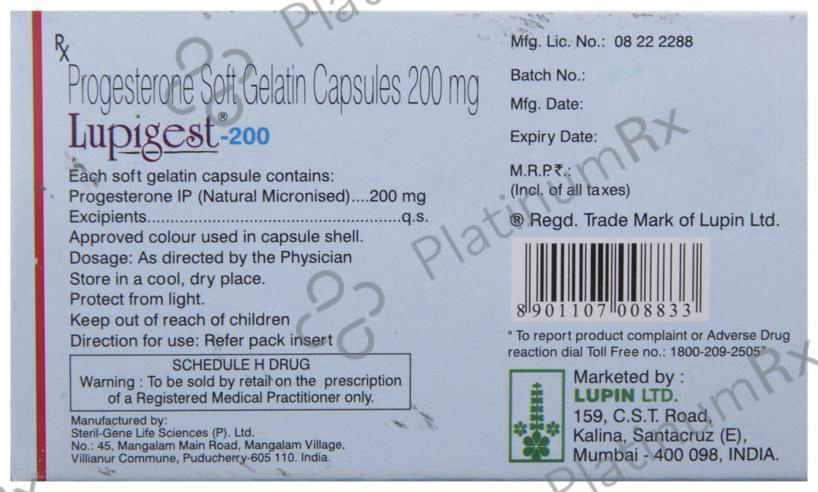 Rx
Progesterone Soft Gelatin Capsules 200 mg
Lupigest®-200
Each soft gelatin capsule contains:
Progesterone IP (Natural Micronised)....200 mg
Excipients..........................................q.s.
Approved colour used in capsule shell.
Dosage: As directed by the Physician
Store in a cool, dry place.
Protect from light.
Keep out of reach of children
Direction for use: Refer pack insert
SCHEDULE H DRUG
Warning : To be sold by retail on the prescription
of a Registered Medical Practitioner only.
Manufactured by:
Steril-Gene Life Sciences (P). Ltd.
No.: 45, Mangalam Main Road, Mangalam Village,
Villianur Commune, Puducherry-605 110. India.
Mfg. Lic. No.: 08 22 2288
Batch No.:
Mfg. Date:
Expiry Date:
M.R.P.₹.:
(Incl. of all taxes)
® Regd. Trade Mark of Lupin Ltd.
8 901107 008833
"To report product complaint or Adverse Drug
reaction dial Toll Free no.: 1800-209-2505"
Marketed by :
LUPIN LTD.
159, C.S.T. Road,
Kalina, Santacruz (E),
Mumbai - 400 098, INDIA.
PlatinumRx
PlatinumRx
PlatinumRx